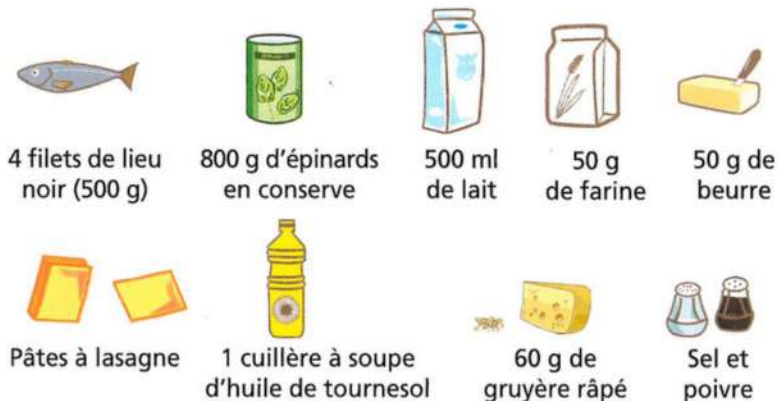 4 filets de lieu
noir (500 g)
800 g d'épinards
en conserve
500 ml
de lait
50 g
de farine
50 g de
beurre
Pâtes à lasagne
1 cuillère à soupe
d'huile de tournesol
60 g de
gruyère râpé
Sel et
poivre